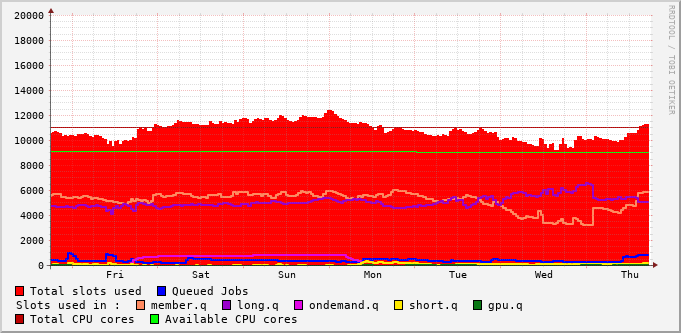 20000
18000
16000
14000
12000
10000
8000
6000
4000
2000
0
Fri Sat Sun Mon Tue Wed Thu
RRDTOOL / TOBI OETIKER
Total slots used Queued Jobs
Slots used in : member.q long.q ondemand.q short.q gpu.q
Total CPU cores Available CPU cores